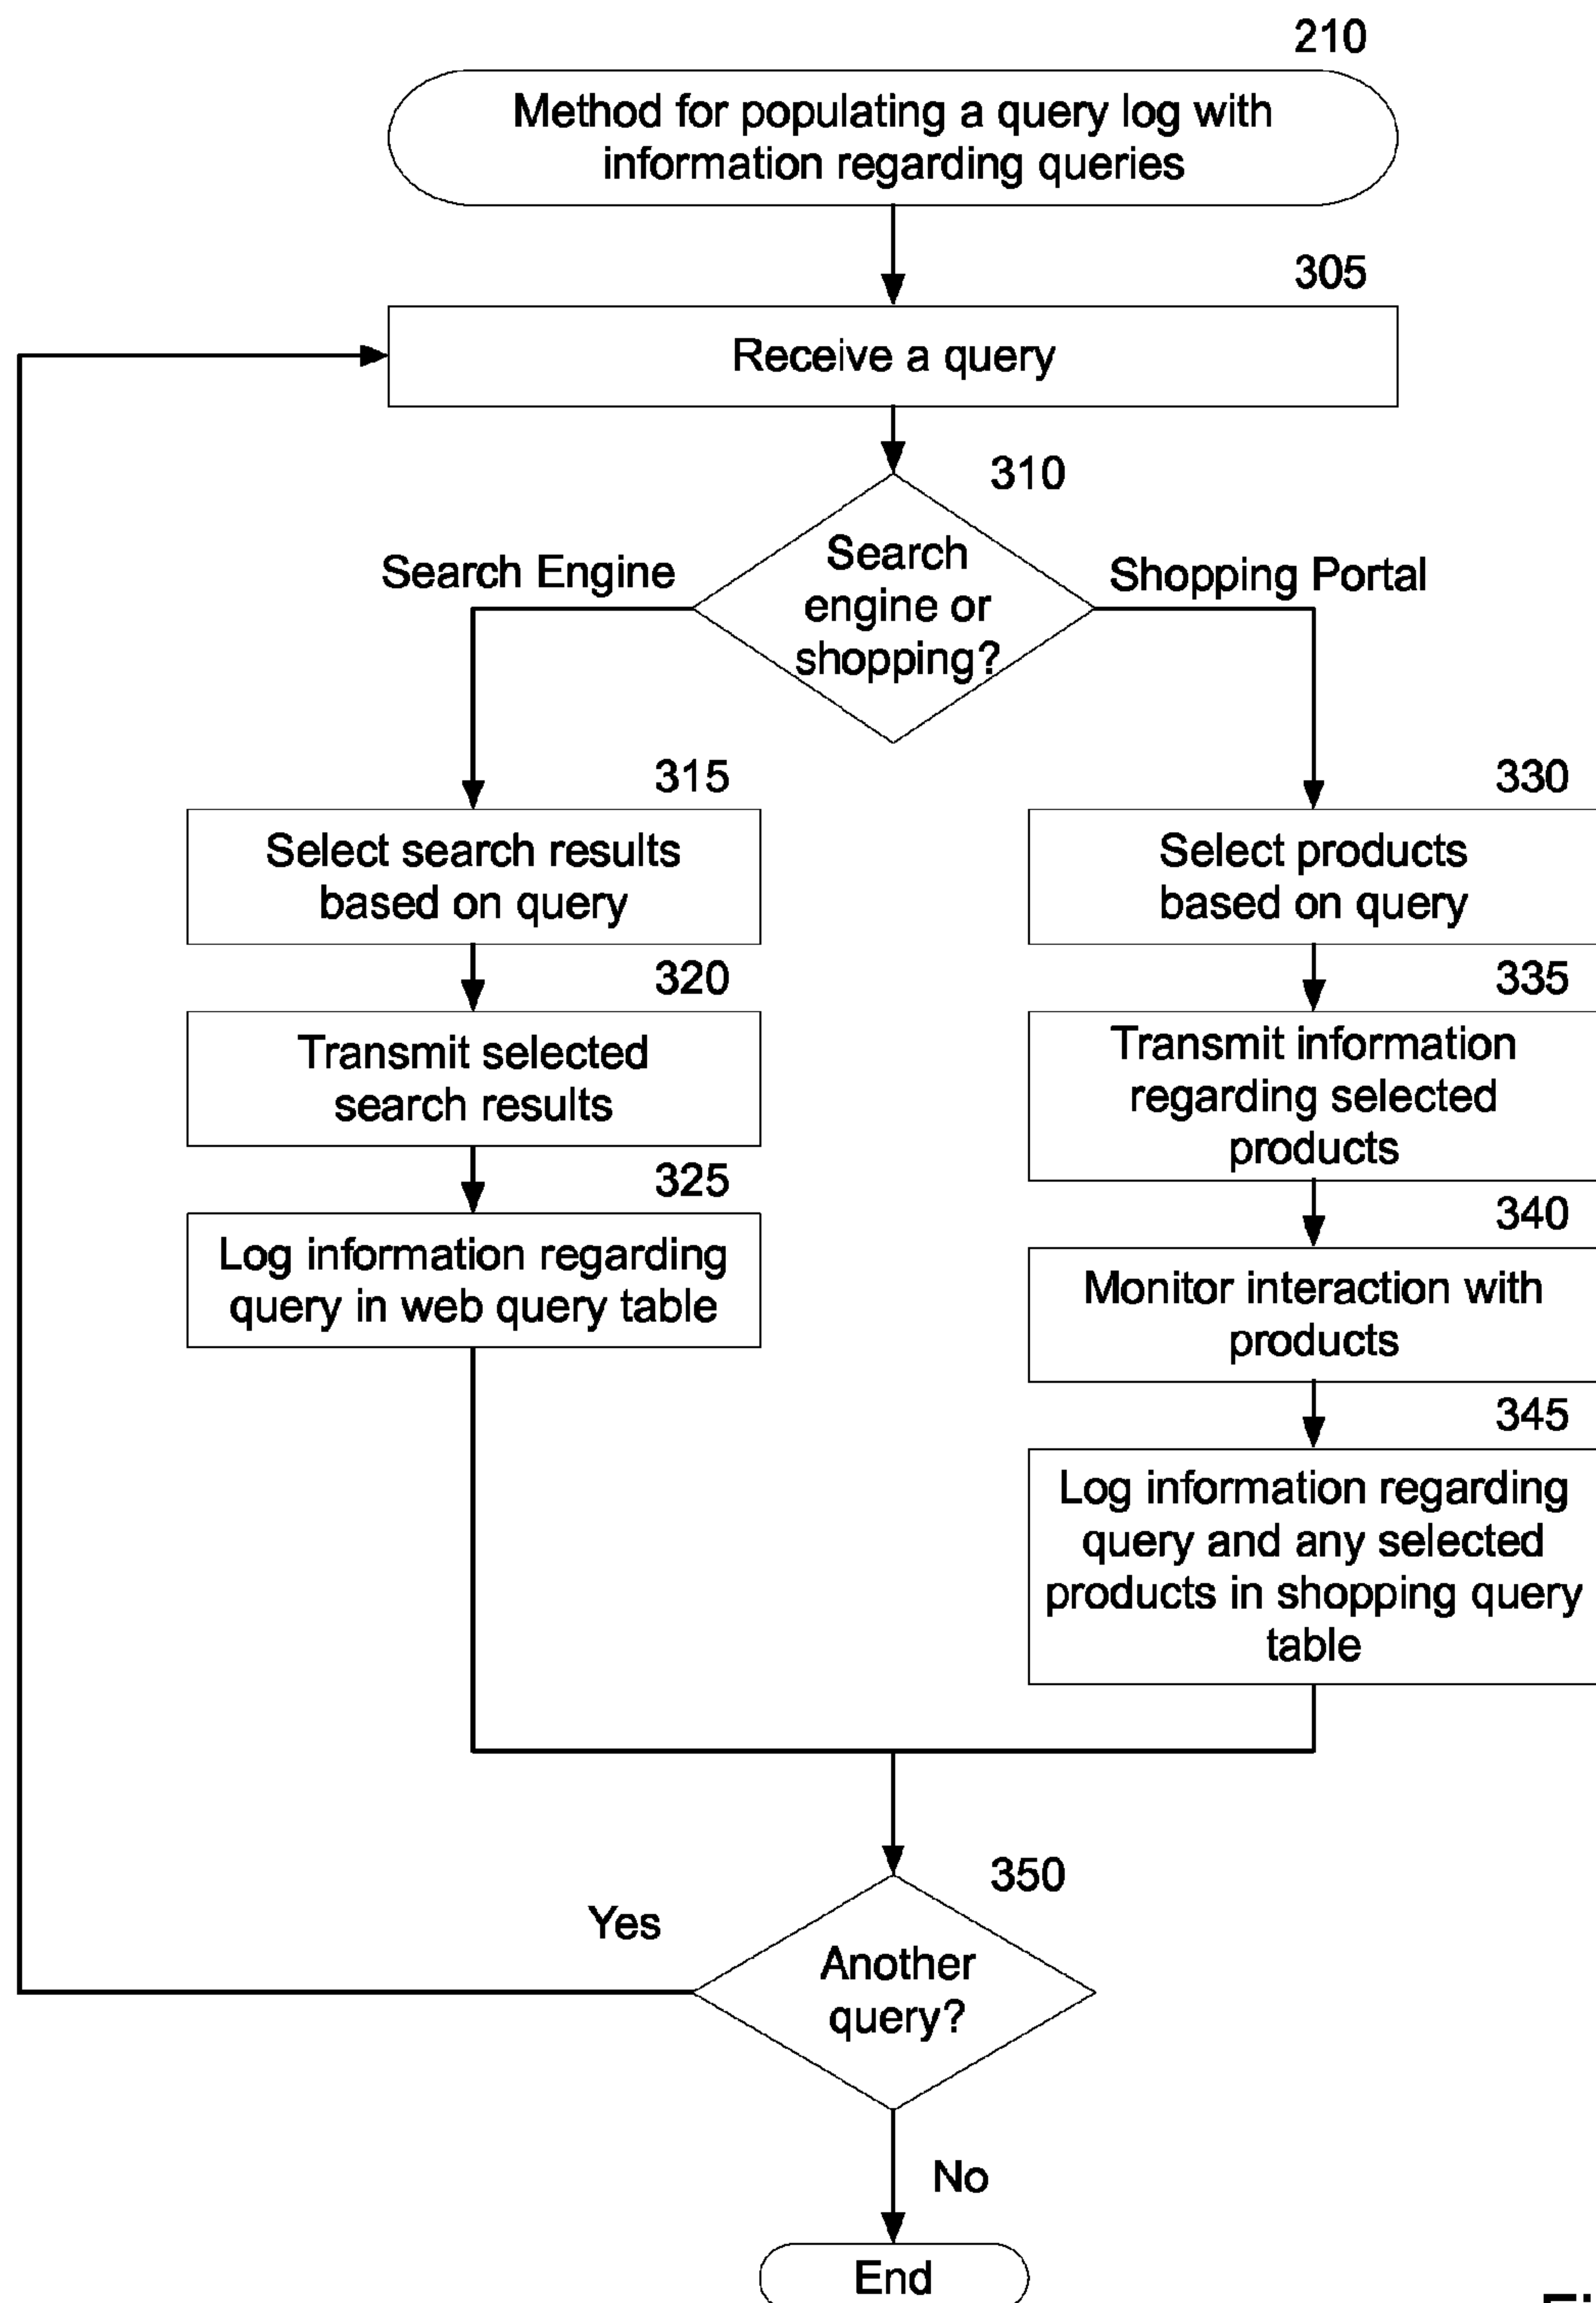 210
Method for populating a query log with
information regarding queries
305
Receive a query
310
Search
engine or
shopping?
Search Engine
Shopping Portal
315
Select search results
based on query
320
Transmit selected
search results
325
Log information regarding
query in web query table
330
Select products
based on query
335
Transmit information
regarding selected
products
340
Monitor interaction with
products
345
Log information regarding
query and any selected
products in shopping query
table
350
Another
query?
Yes
No
End